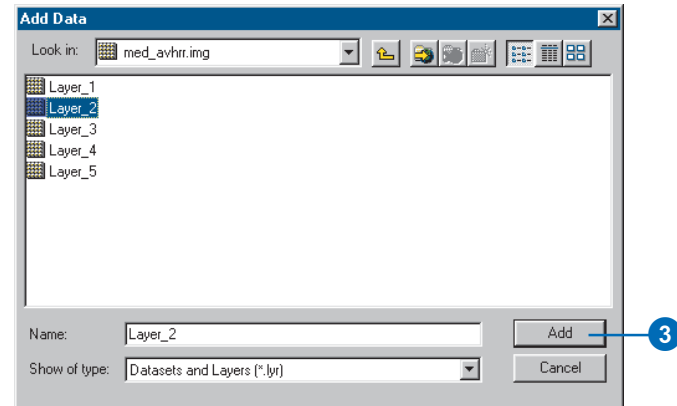 Add Data
Look in: med_avhrr.img
Layer_1
Layer_2
Layer_3
Layer_4
Layer_5
Name: Layer_2 Add 3
Show of type: Datasets and Layers (*.lyr) Cancel